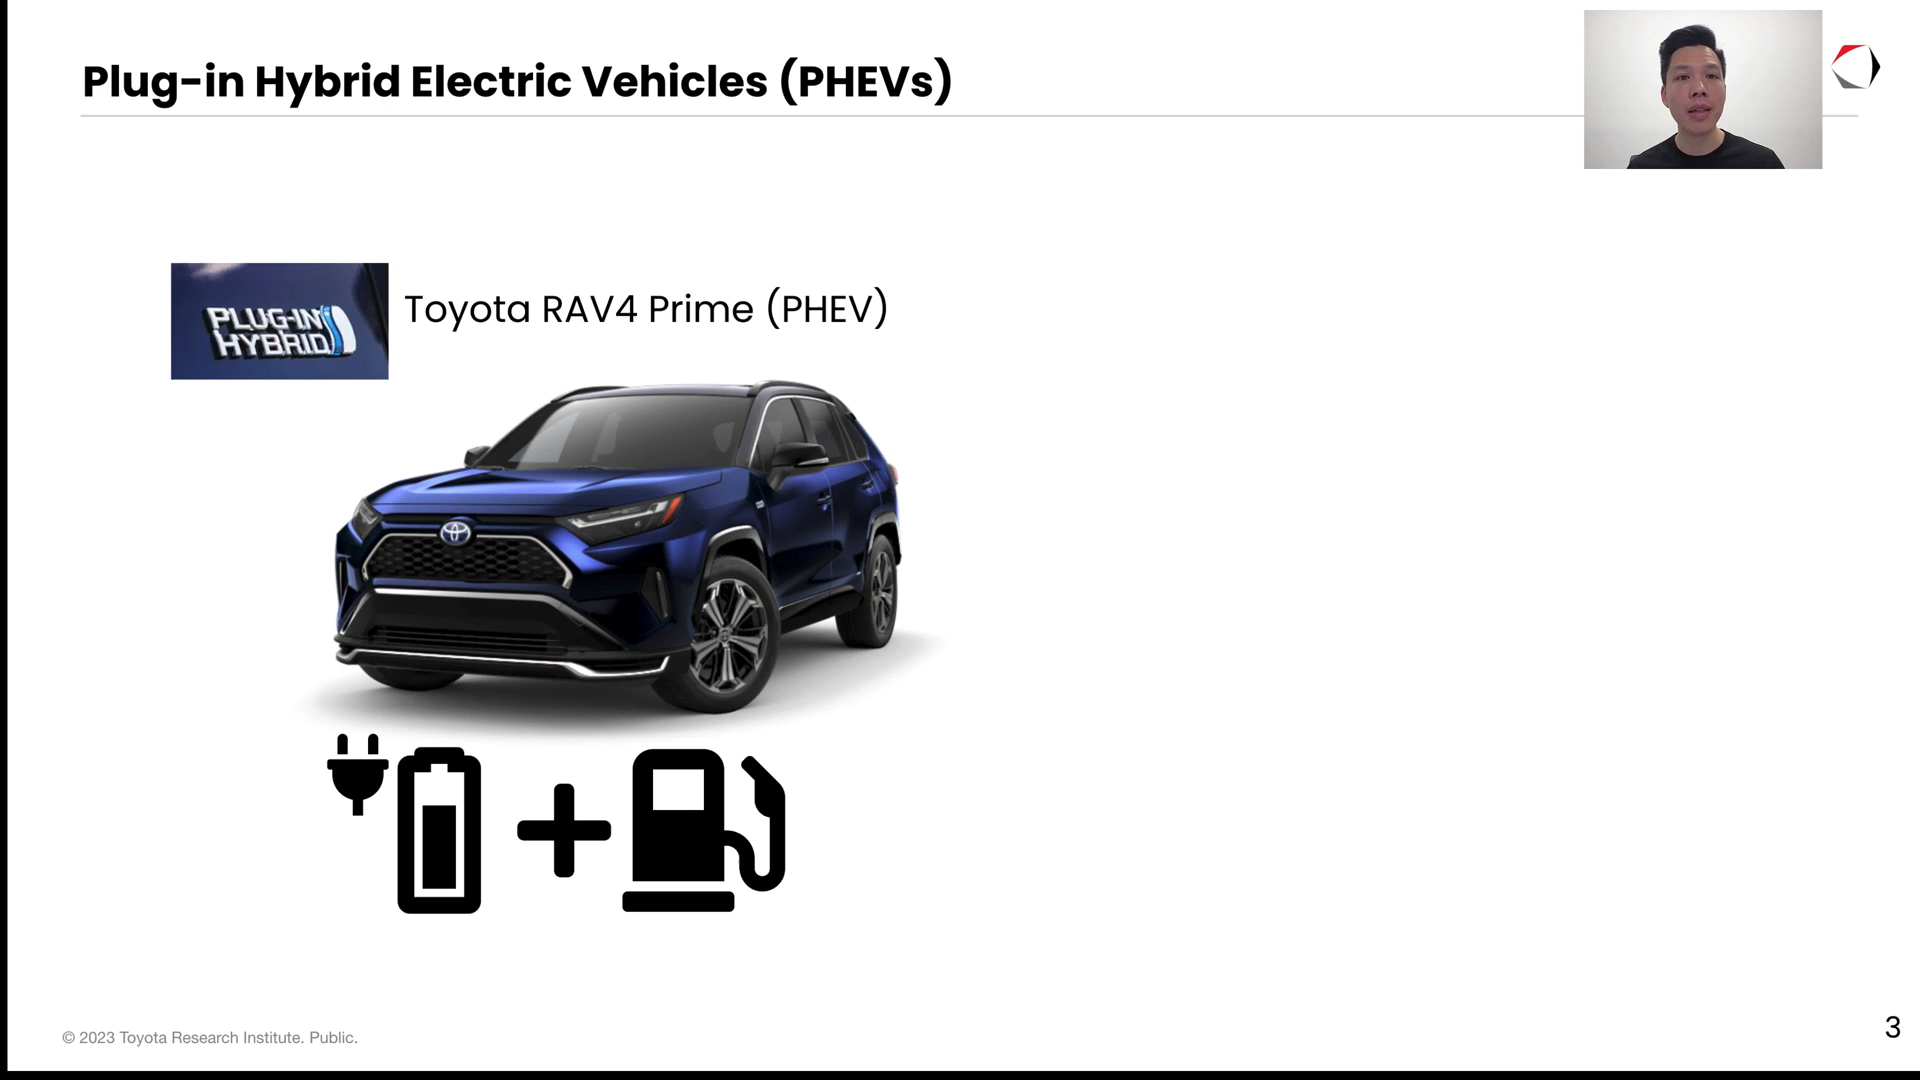 Plug-in Hybrid Electric Vehicles (PHEVs)
PLUG-IN
HYBRID
Toyota RAV4 Prime (PHEV)
© 2023 Toyota Research Institute. Public.
3